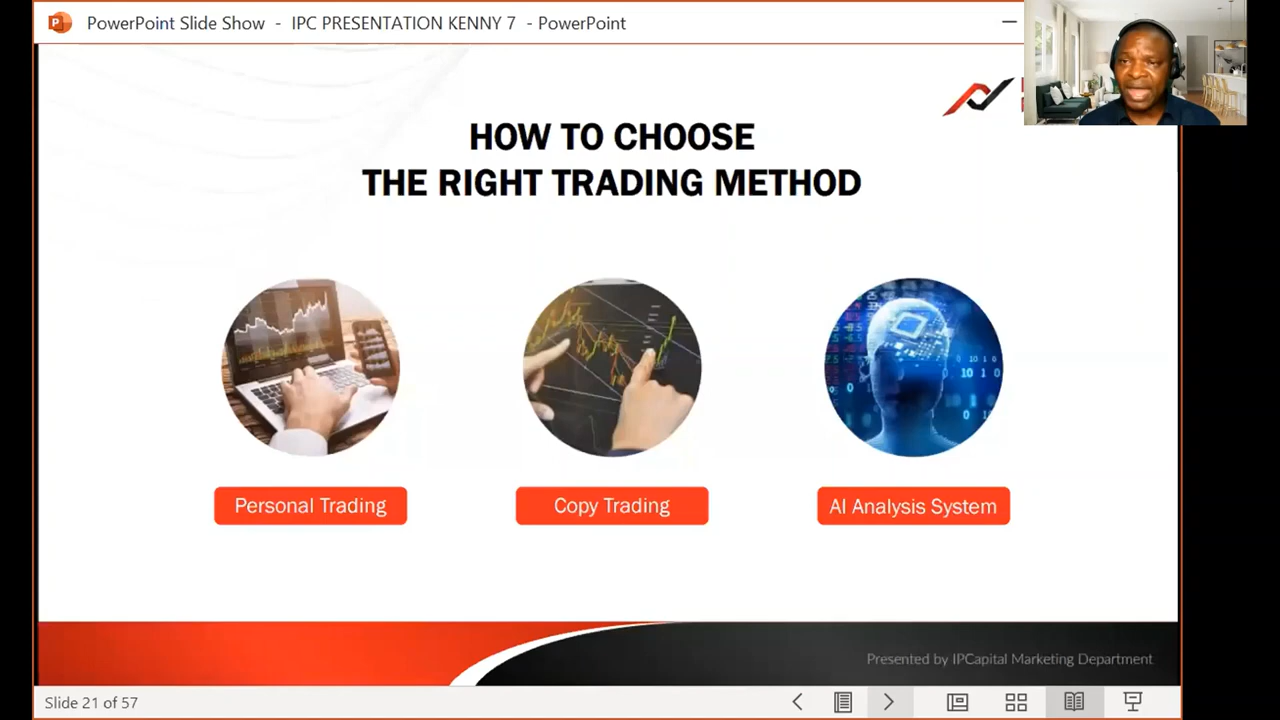 PowerPoint Slide Show - IPC PRESENTATION KENNY 7 - PowerPoint
HOW TO CHOOSE
THE RIGHT TRADING METHOD
Personal Trading
Copy Trading
AI Analysis System
Presented by IPCapital Marketing Department
Slide 21 of 57